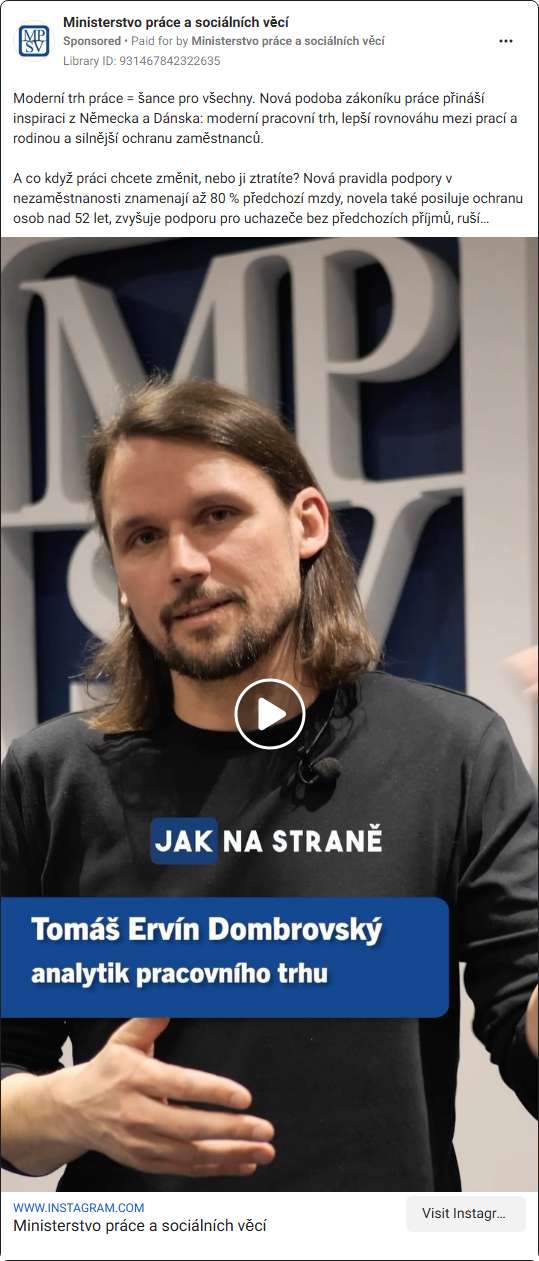 Ministerstvo práce a sociálních věcí
Sponsored • Paid for by Ministerstvo práce a sociálních věcí
Library ID: 931467842322635
MP
SV
Moderní trh práce = šance pro všechny. Nová podoba zákoníku práce přináší
inspiraci z Německa a Dánska: moderní pracovní trh, lepší rovnováhu mezi prací a
rodinou a silnější ochranu zaměstnanců.
A co když práci chcete změnit, nebo ji ztratíte? Nová pravidla podpory v
nezaměstnanosti znamenají až 80 % předchozí mzdy, novela také posiluje ochranu
osob nad 52 let, zvyšuje podporu pro uchazeče bez předchozích příjmů, ruší...
MP
SV
JAK NA STRANĚ
Tomáš Ervín Dombrovský
analytik pracovního trhu
WWW.INSTAGRAM.COM
Ministerstvo práce a sociálních věcí
Visit Instagr...